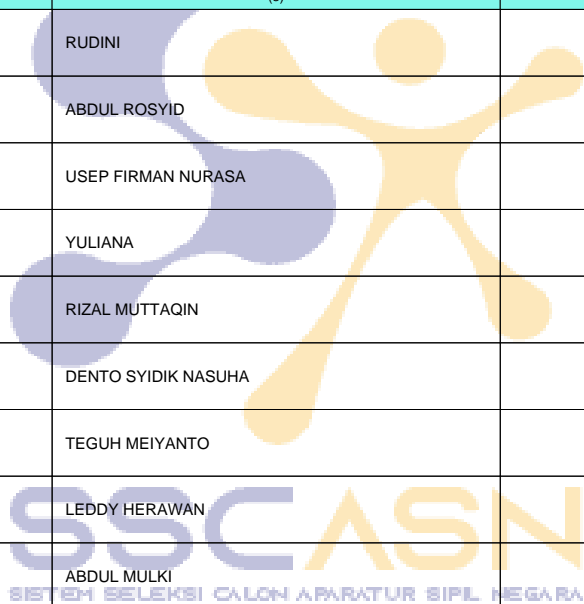 (3)
RUDINI
ABDUL ROSYID
USEP FIRMAN NURASA
YULIANA
RIZAL MUTTAQIN
DENTO SYIDIK NASUHA
TEGUH MEIYANTO
LEDDY HERAWAN
SSCASN
ABDUL MULKI
SISTEM SELEKSI CALON APARATUR SIPIL NEGARA